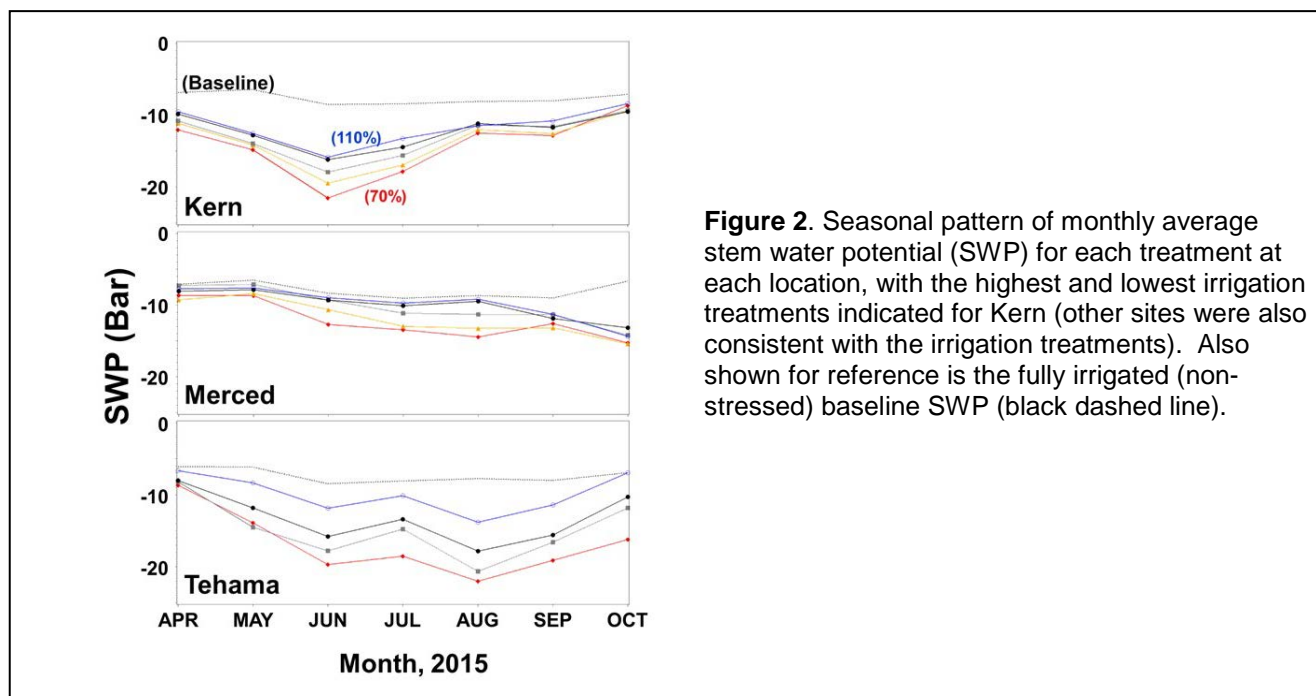 0
(Baseline)
-10
(110%)
-20
(70%)
Kern
0
-10
-20
Merced
0
-10
-20
Tehama
SWP (Bar)
APR MAY JUN JUL AUG SEP OCT
Month, 2015
Figure 2. Seasonal pattern of monthly average
stem water potential (SWP) for each treatment at
each location, with the highest and lowest irrigation
treatments indicated for Kern (other sites were also
consistent with the irrigation treatments). Also
shown for reference is the fully irrigated (non-
stressed) baseline SWP (black dashed line).